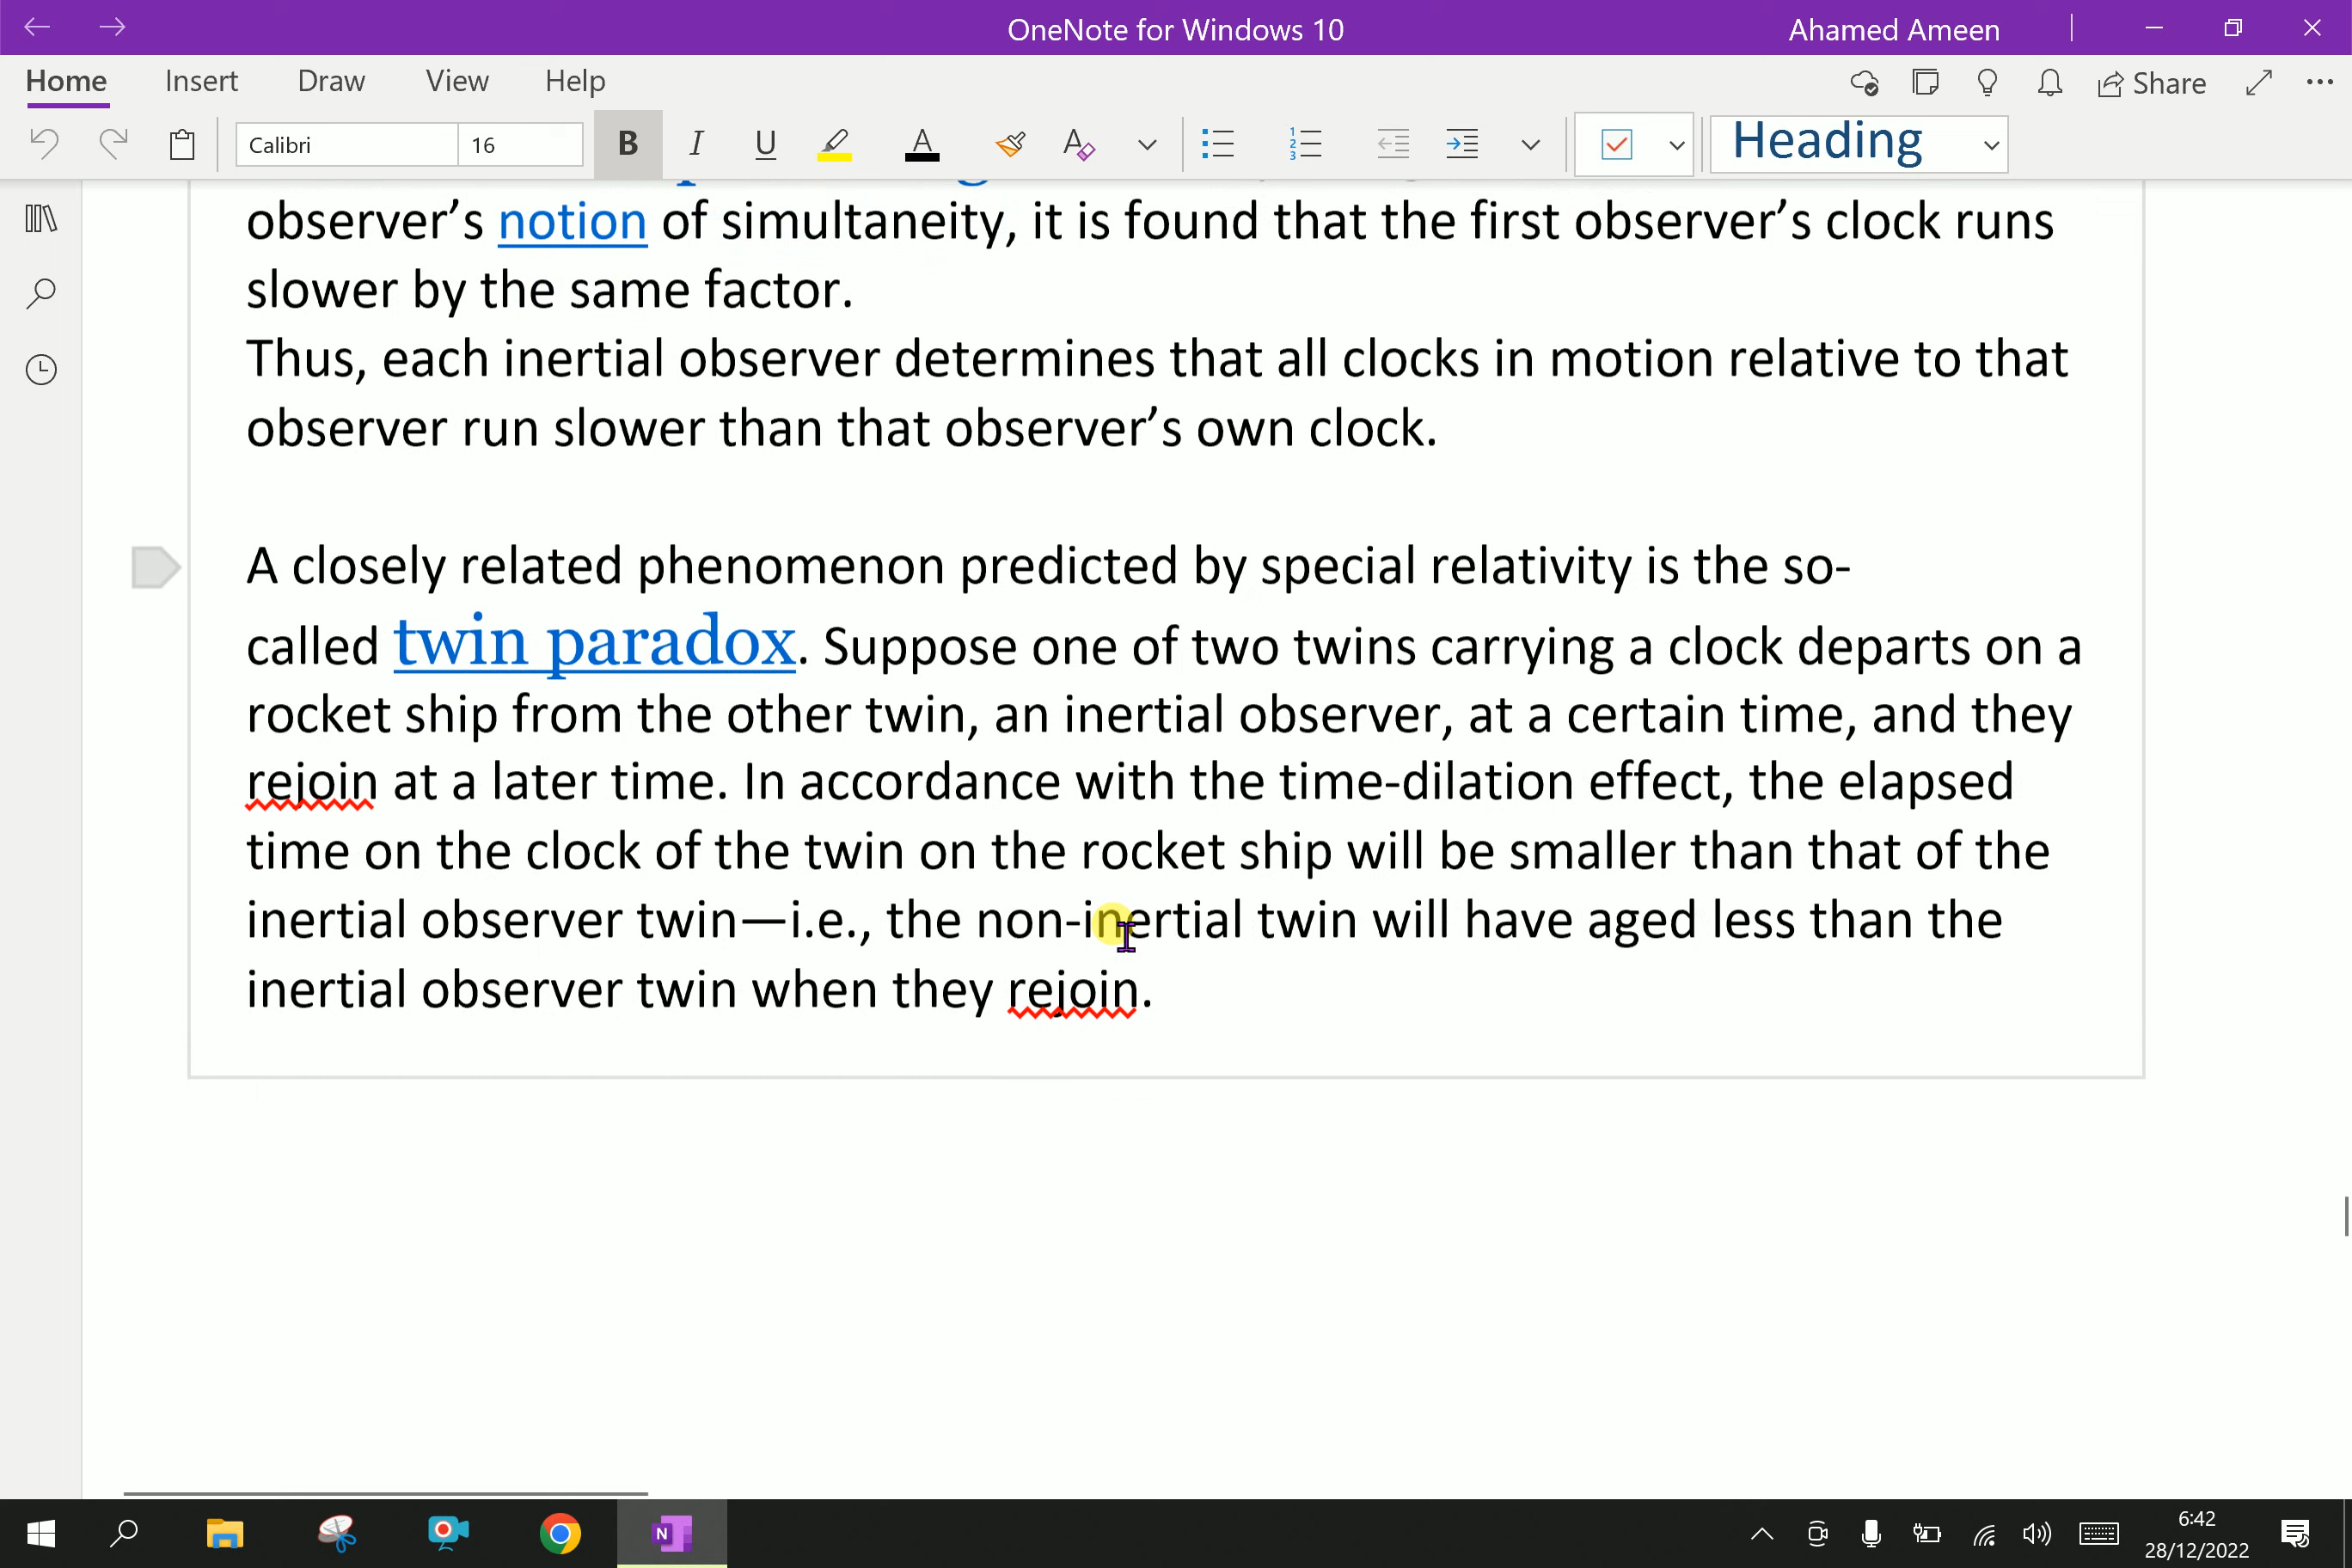 OneNote for Windows 10
Ahamed Ameen
Home Insert Draw View Help
Share
Calibri 16 B I U A A Heading
observer’s notion of simultaneity, it is found that the first observer’s clock runs
slower by the same factor.
Thus, each inertial observer determines that all clocks in motion relative to that
observer run slower than that observer’s own clock.
A closely related phenomenon predicted by special relativity is the so-
called twin paradox. Suppose one of two twins carrying a clock departs on a
rocket ship from the other twin, an inertial observer, at a certain time, and they
rejoin at a later time. In accordance with the time-dilation effect, the elapsed
time on the clock of the twin on the rocket ship will be smaller than that of the
inertial observer twin—i.e., the non-inertial twin will have aged less than the
inertial observer twin when they rejoin.
N
6:42
28/12/2022